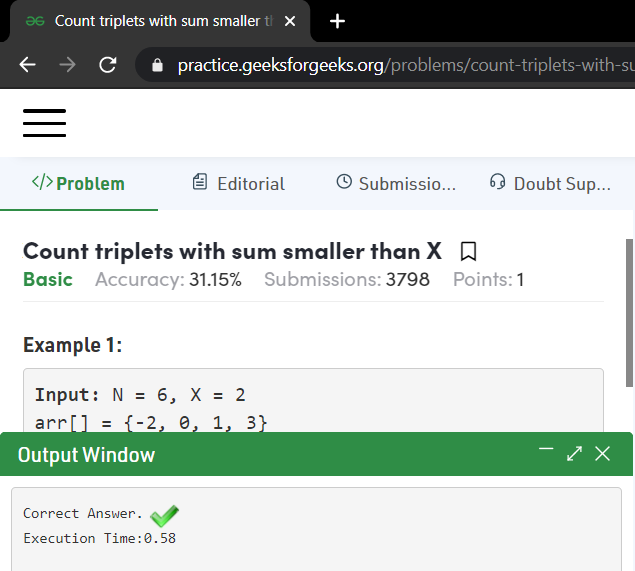 Count triplets with sum smaller th
practice.geeksforgeeks.org/problems/count-triplets-with-su
</> Problem Editorial Submissio... Doubt Sup...
Count triplets with sum smaller than X
Basic Accuracy: 31.15% Submissions: 3798 Points: 1
Example 1:
Input: N = 6, X = 2
arr[] = {-2, 0, 1, 3}
Output Window
Correct Answer.
Execution Time:0.58